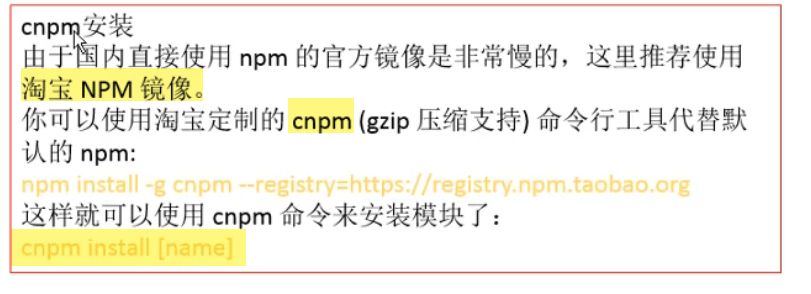 cnpm安装
由于国内直接使用 npm 的官方镜像是非常慢的，这里推荐使用
淘宝 NPM 镜像。
你可以使用淘宝定制的 cnpm (gzip 压缩支持) 命令行工具代替默
认的 npm:
npm install -g cnpm --registry=https://registry.npm.taobao.org
这样就可以使用 cnpm 命令来安装模块了：
cnpm install [name]